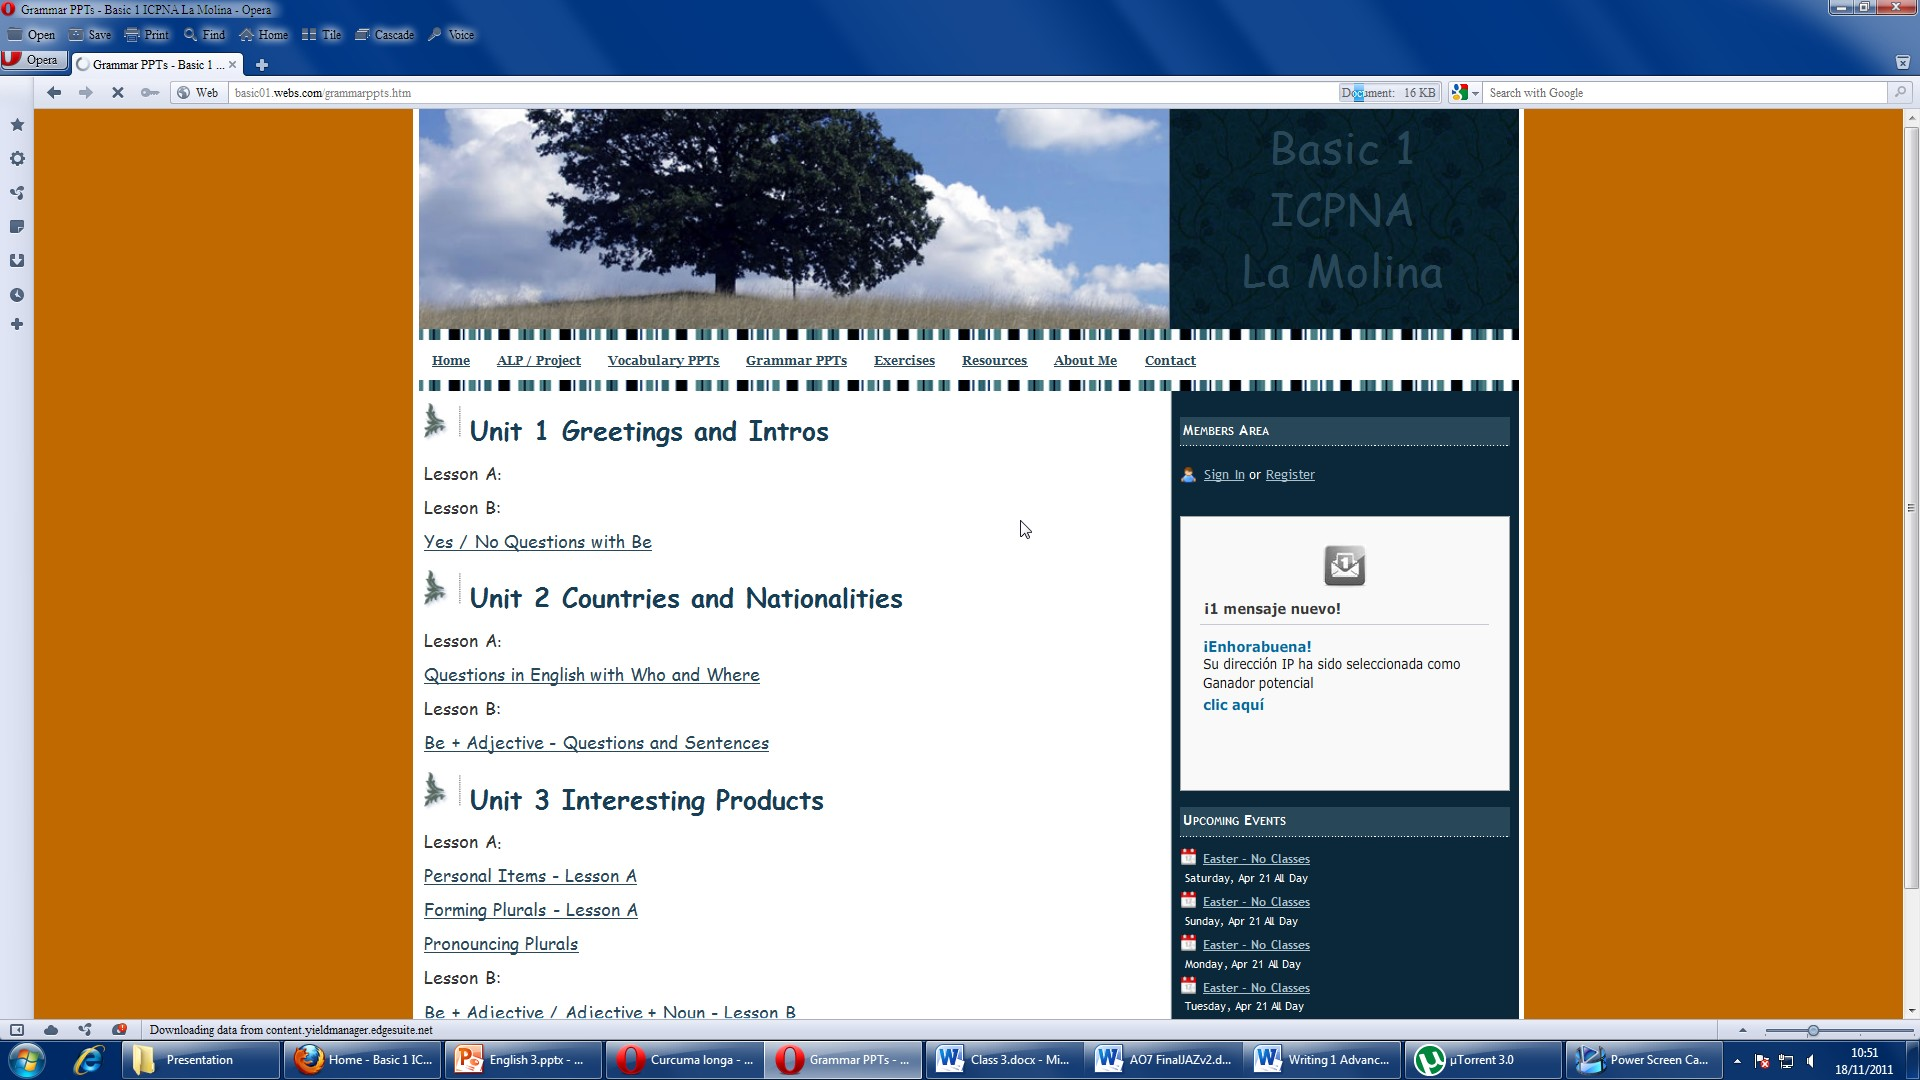 Grammar PPTs - Basic 1 ICPNA La Molina - Opera
Open Save Print Find Home Tile Cascade Voice
Opera Grammar PPTs - Basic 1 ...
Web basic01.webs.com/grammarppts.htm Document: 16 KB Search with Google
Basic 1
ICPNA
La Molina
Home ALP / Project Vocabulary PPTs Grammar PPTs Exercises Resources About Me Contact
Unit 1 Greetings and Intros
Lesson A:
Lesson B:
Yes / No Questions with Be
Unit 2 Countries and Nationalities
Lesson A:
Questions in English with Who and Where
Lesson B:
Be + Adjective - Questions and Sentences
Unit 3 Interesting Products
Lesson A:
Personal Items - Lesson A
Forming Plurals - Lesson A
Pronouncing Plurals
Lesson B:
Be + Adjective / Adjective + Noun - Lesson B
Members Area
Sign In or Register
¡1 mensaje nuevo!
¡Enhorabuena!
Su dirección IP ha sido seleccionada como
Ganador potencial
clic aquí
Upcoming Events
Easter - No Classes
Saturday, Apr 21 All Day
Easter - No Classes
Sunday, Apr 21 All Day
Easter - No Classes
Monday, Apr 21 All Day
Easter - No Classes
Tuesday, Apr 21 All Day
Downloading data from content.yieldmanager.edgesuite.net
Presentation Home - Basic 1 IC... English 3.pptx - ... Curcuma longa - ... Grammar PPTs - ... Class 3.docx - Mi... AO7 FinalJAZv2.d... Writing 1 Advanc... µTorrent 3.0 Power Screen Ca...
10:51
18/11/2011